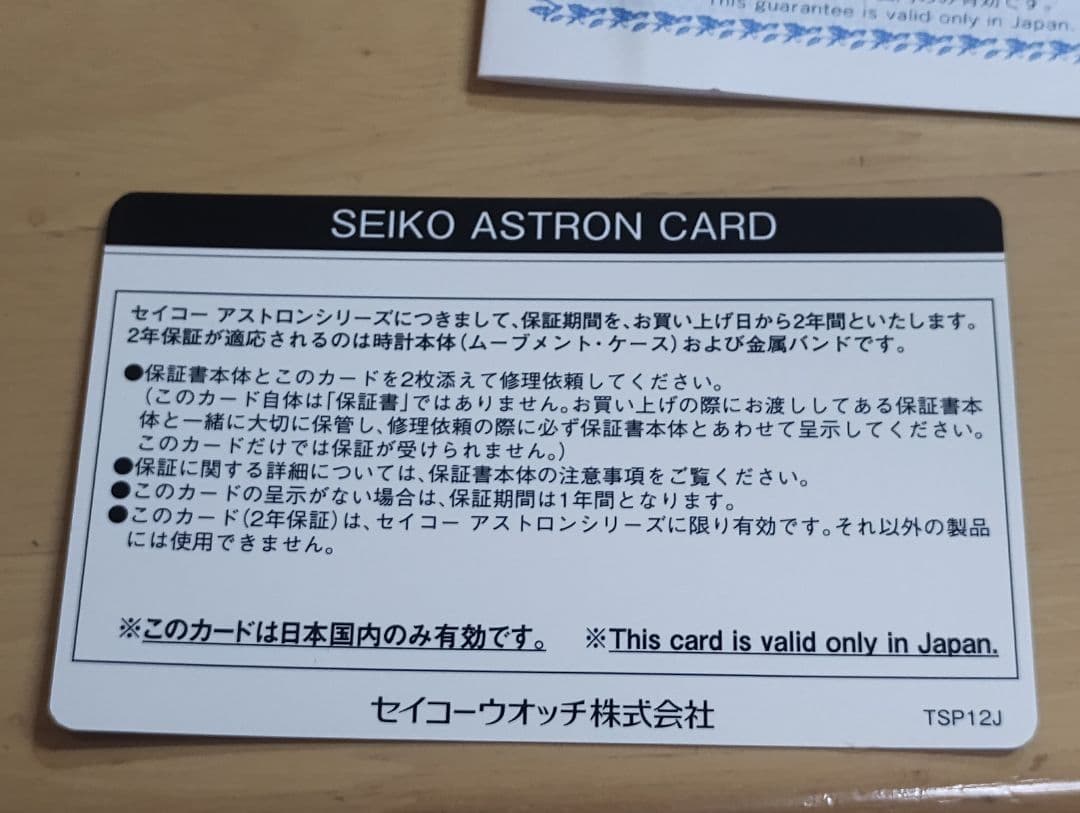 This guarantee is valid only in Japan.
SEIKO ASTRON CARD
セイコー アストロンシリーズにつきまして、保証期間を、お買い上げ日から2年間といたします。
2年保証が適応されるのは時計本体(ムーブメント・ケース)および金属バンドです。
●保証書本体とこのカードを2枚添えて修理依頼してください。
(このカード自体は「保証書」ではありません。お買い上げの際にお渡ししてある保証書本
体と一緒に大切に保管し、修理依頼の際に必ず保証書本体とあわせて呈示してください。
このカードだけでは保証が受けられません。)
●保証に関する詳細については、保証書本体の注意事項をご覧ください。
●このカードの呈示がない場合は、保証期間は1年間となります。
●このカード(2年保証)は、セイコー アストロンシリーズに限り有効です。それ以外の製品
には使用できません。
※このカードは日本国内のみ有効です。 ※This card is valid only in Japan.
セイコーウオッチ株式会社
TSP12J